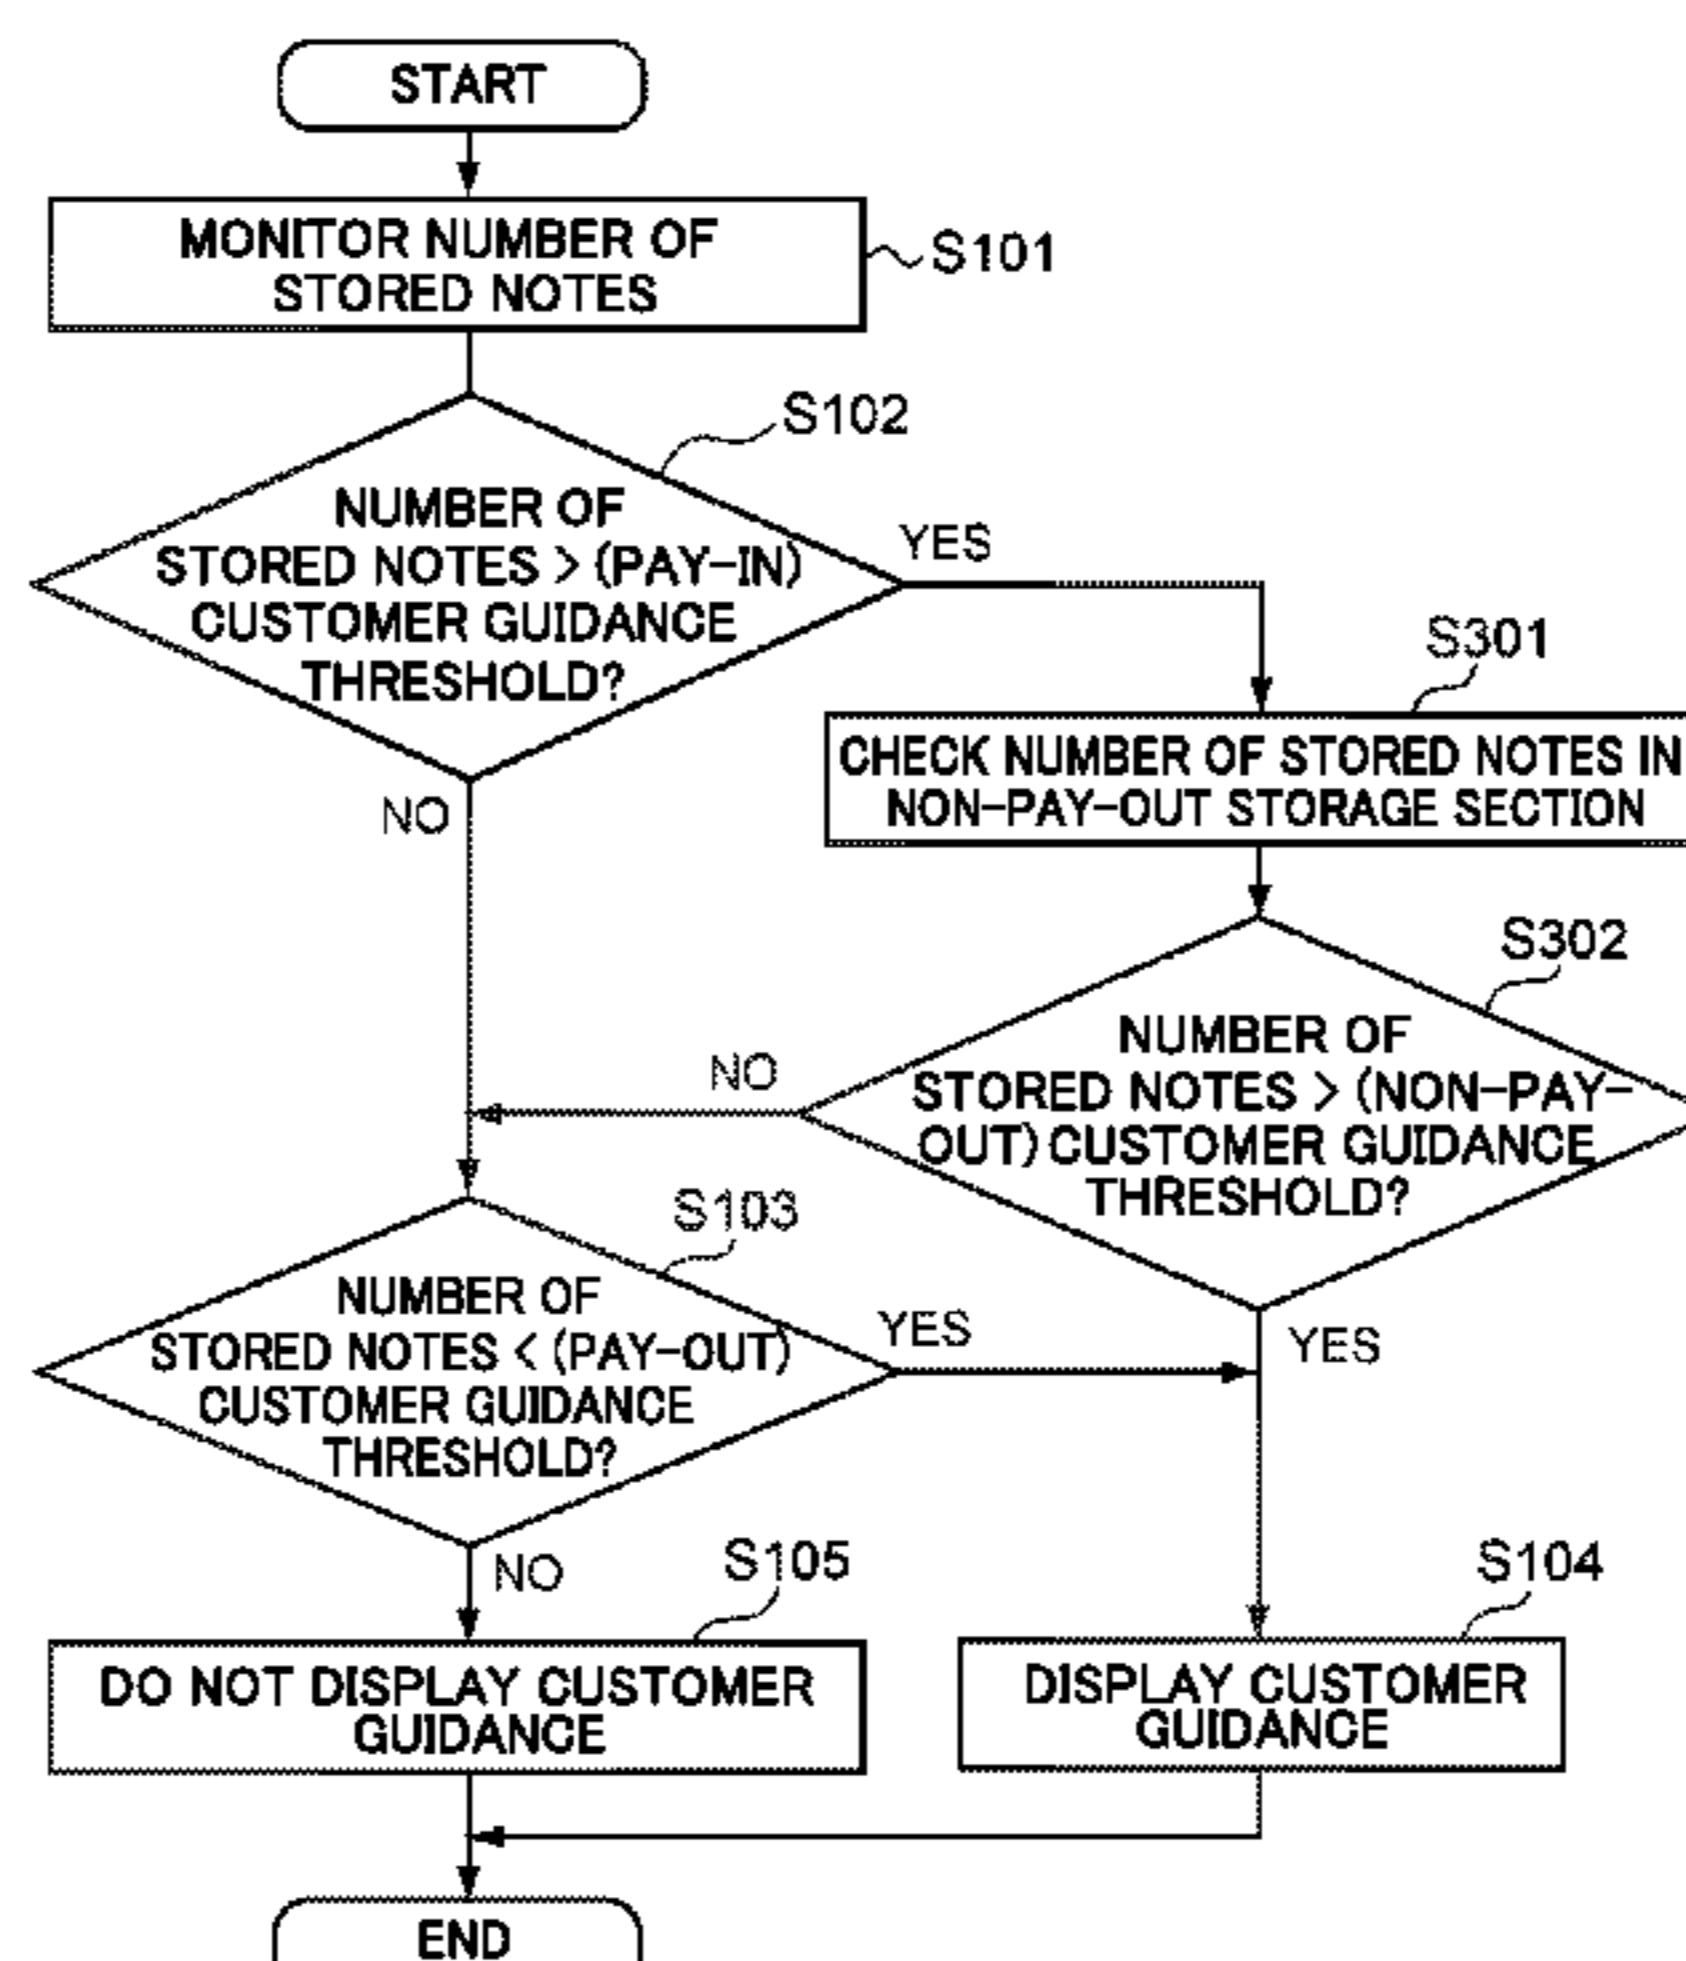 START
MONITOR NUMBER OF
STORED NOTES
S101
S102
NUMBER OF
STORED NOTES > (PAY-IN)
CUSTOMER GUIDANCE
THRESHOLD?
YES
NO
S301
CHECK NUMBER OF STORED NOTES IN
NON-PAY-OUT STORAGE SECTION
S302
NUMBER OF
STORED NOTES > (NON-PAY-
OUT) CUSTOMER GUIDANCE
THRESHOLD?
NO
YES
S103
NUMBER OF
STORED NOTES < (PAY-OUT)
CUSTOMER GUIDANCE
THRESHOLD?
YES
NO
S105
DO NOT DISPLAY CUSTOMER
GUIDANCE
S104
DISPLAY CUSTOMER
GUIDANCE
END